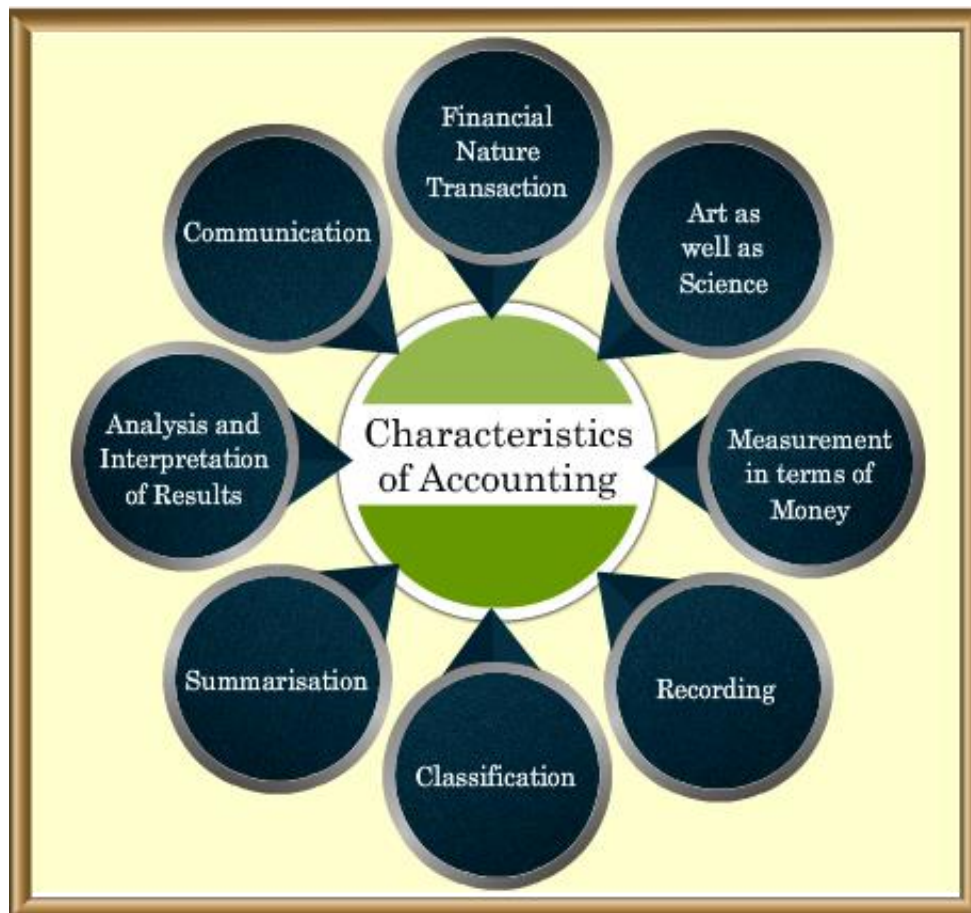 Financial
Nature
Transaction
Art as
well as
Science
Measurement
in terms of
Money
Recording
Classification
Summarisation
Analysis and
Interpretation
of Results
Communication
Characteristics
of Accounting